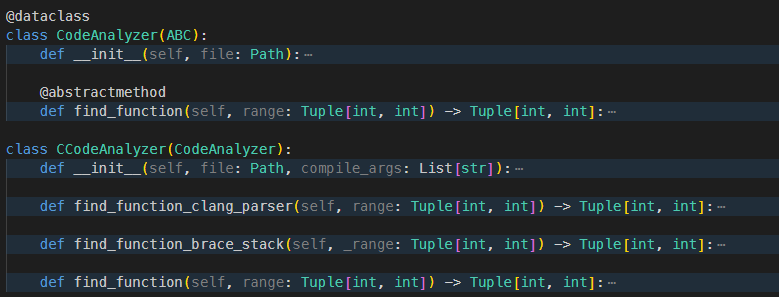 @dataclass
class CodeAnalyzer(ABC):
    def __init__(self, file: Path):⋯
    @abstractmethod
    def find_function(self, range: Tuple[int, int]) -> Tuple[int, int]:⋯
class CCodeAnalyzer(CodeAnalyzer):
    def __init__(self, file: Path, compile_args: List[str]):⋯
    def find_function_clang_parser(self, range: Tuple[int, int]) -> Tuple[int, int]:⋯
    def find_function_brace_stack(self, _range: Tuple[int, int]) -> Tuple[int, int]:⋯
    def find_function(self, range: Tuple[int, int]) -> Tuple[int, int]:⋯